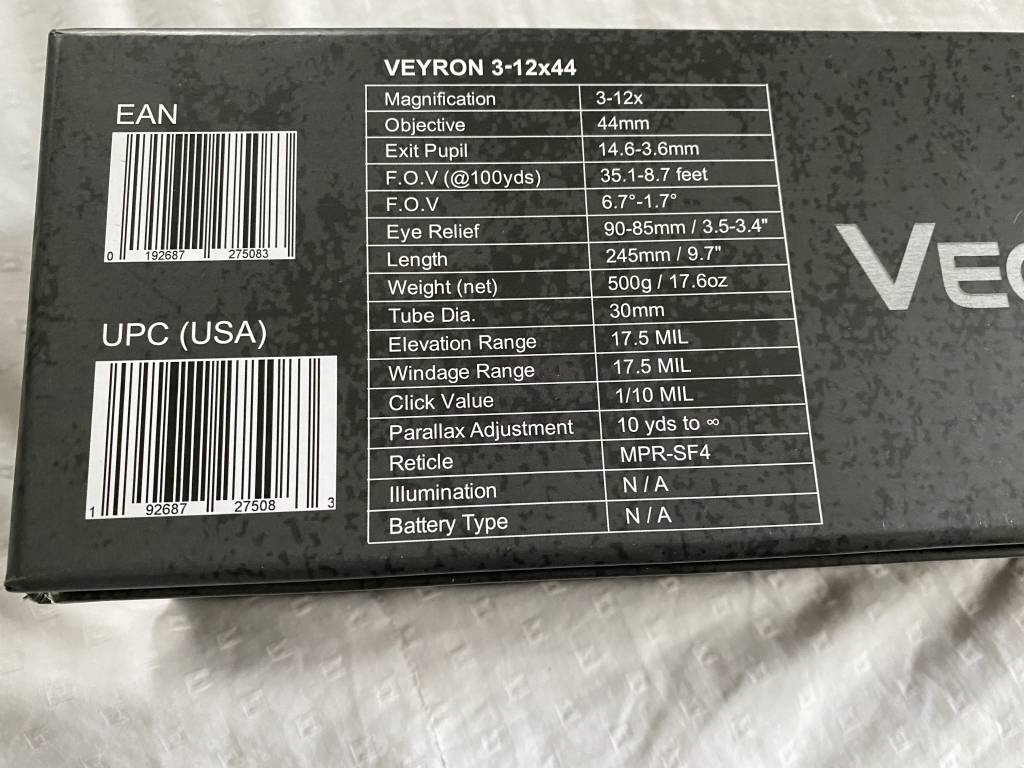 VEYRON 3-12x44
Magnification 3-12x
Objective 44mm
Exit Pupil 14.6-3.6mm
F.O.V (@100yds) 35.1-8.7 feet
F.O.V 6.7°-1.7°
Eye Relief 90-85mm / 3.5-3.4"
Length 245mm / 9.7"
Weight (net) 500g / 17.6oz
Tube Dia. 30mm
Elevation Range 17.5 MIL
Windage Range 17.5 MIL
Click Value 1/10 MIL
Parallax Adjustment 10 yds to ∞
Reticle MPR-SF4
Illumination N / A
Battery Type N / A
EAN
0 192687 275083
UPC (USA)
1 92687 27508 3